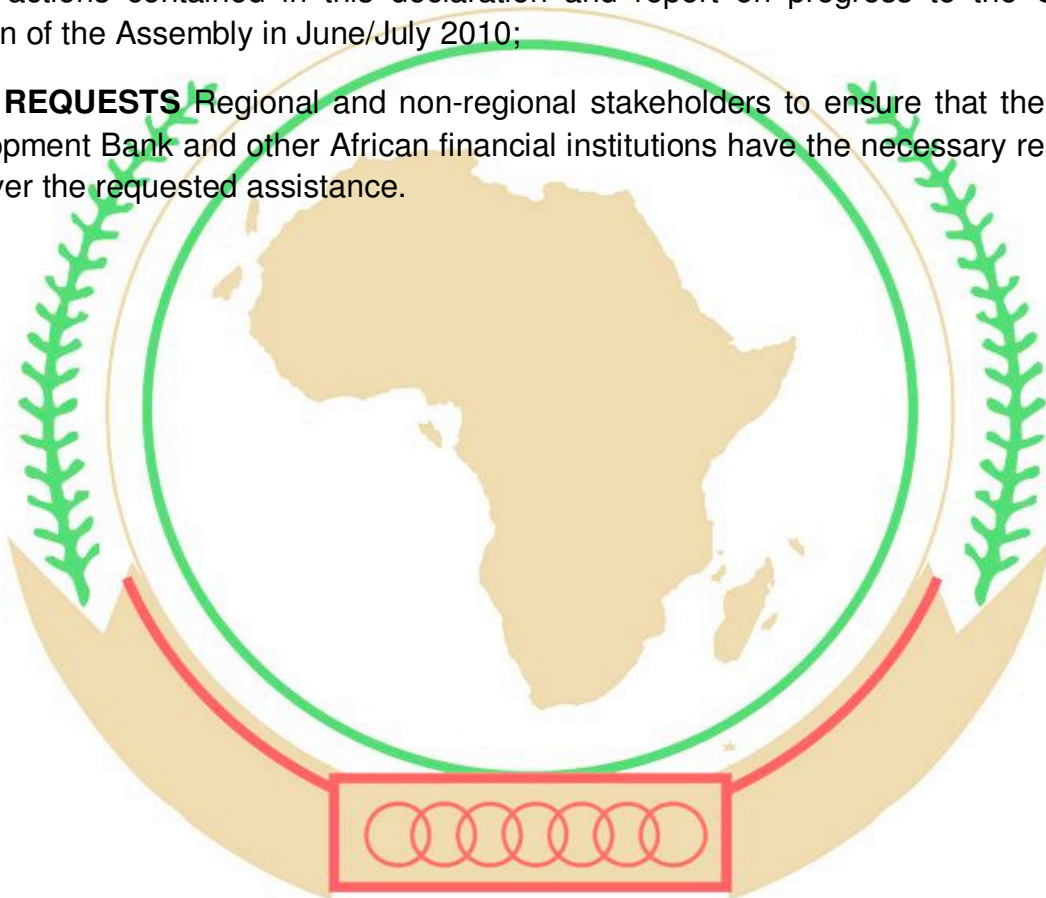 actions contained in this declaration and report on progress to the
n of the Assembly in June/July 2010;
REQUESTS Regional and non-regional stakeholders to ensure that the
opment Bank and other African financial institutions have the necessary re
ver the requested assistance.